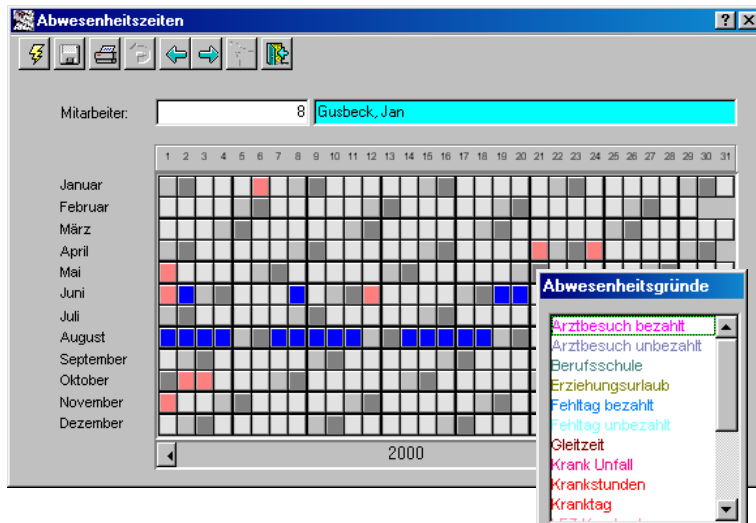 Abwesenheitszeiten
Mitarbeiter: 8 Gusbeck, Jan
1 2 3 4 5 6 7 8 9 10 11 12 13 14 15 16 17 18 19 20 21 22 23 24 25 26 27 28 29 30 31
Januar
Februar
März
April
Mai
Juni
Juli
August
September
Oktober
November
Dezember
2000
Abwesenheitsgründe
Arztbesuch bezahlt
Arztbesuch unbezahlt
Berufsschule
Erziehungsurlaub
Fehltag bezahlt
Fehltag unbezahlt
Gleitzeit
Krank Unfall
Krankstunden
Kranktag